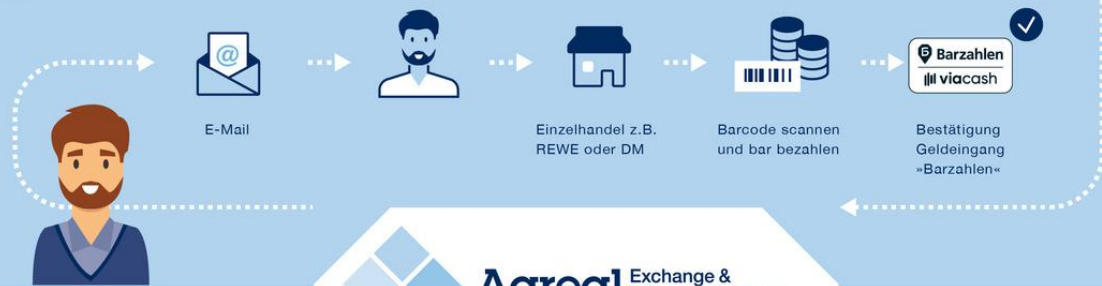 @
E-Mail
Einzelhandel z.B.
REWE oder DM
Barcode scannen
und bar bezahlen
Barzahlen
viacash
Bestätigung
Geldeingang
»Barzahlen«
Exchange &